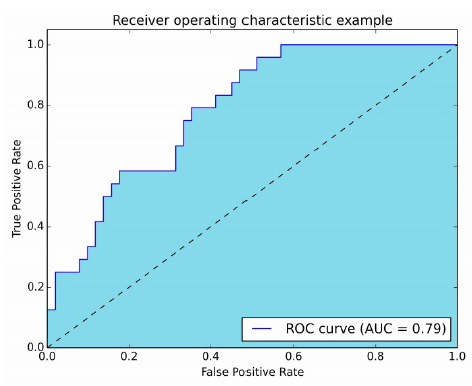 Receiver operating characteristic example
1.0
0.8
0.6
0.4
0.2
0.0
True Positive Rate
0.0 0.2 0.4 0.6 0.8 1.0
False Positive Rate
ROC curve (AUC = 0.79)